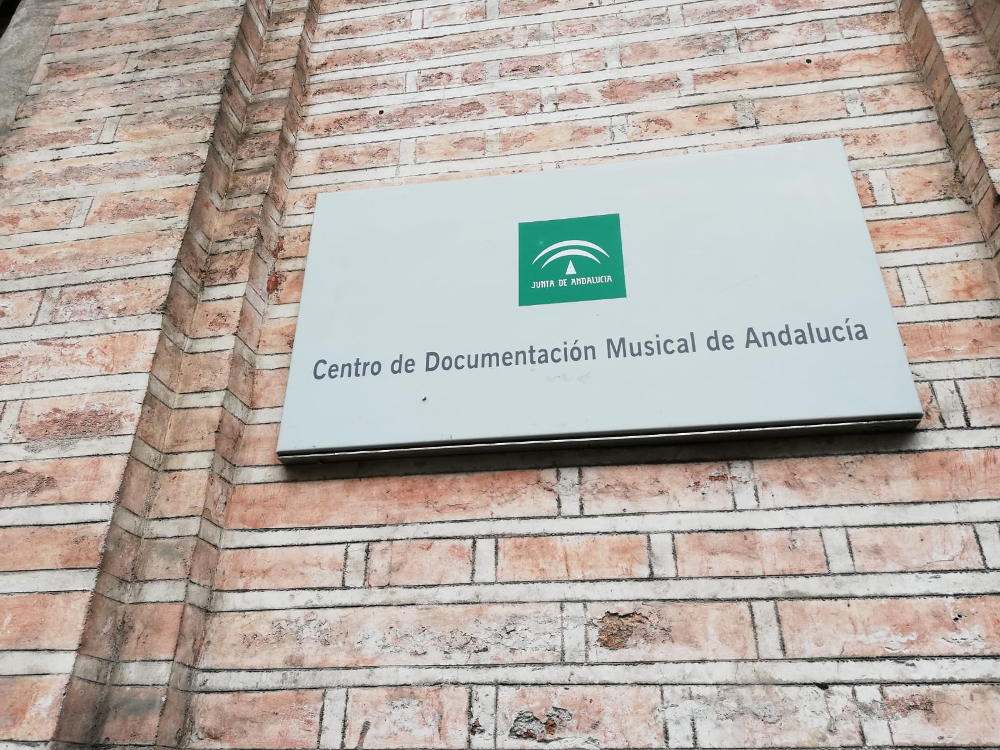 JUNTA DE ANDALUCIA
Centro de Documentación Musical de Andalucía